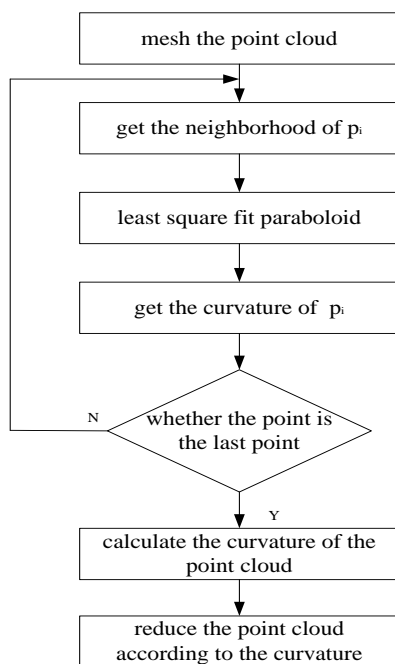 mesh the point cloud
get the neighborhood of pᵢ
least square fit paraboloid
get the curvature of pᵢ
N
whether the point is
the last point
Y
calculate the curvature of the
point cloud
reduce the point cloud
according to the curvature